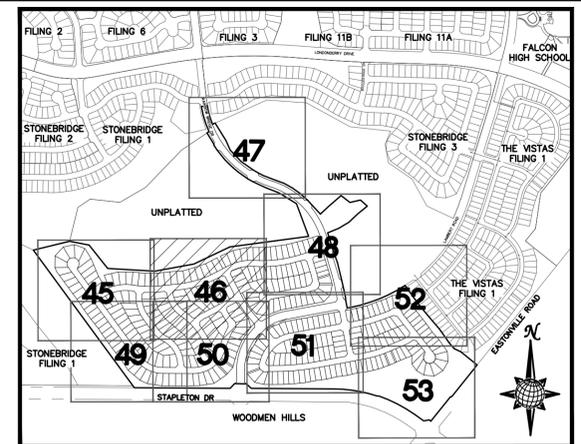 FILING 2
FILING 6
FILING 3
FILING 11B
FILING 11A
LONDONDERRY DRIVE
FALCON
HIGH SCHOOL
STONEBRIDGE
FILING 2
STONEBRIDGE
FILING 1
STONEBRIDGE
FILING 3
THE VISTAS
FILING 1
47
UNPLATTED
UNPLATTED
LAMBERT ROAD
48
45
46
52
THE VISTAS
FILING 1
EASTONVILLE ROAD
N
STONEBRIDGE
FILING 1
49
50
51
53
STAPLETON DR
WOODMEN HILLS